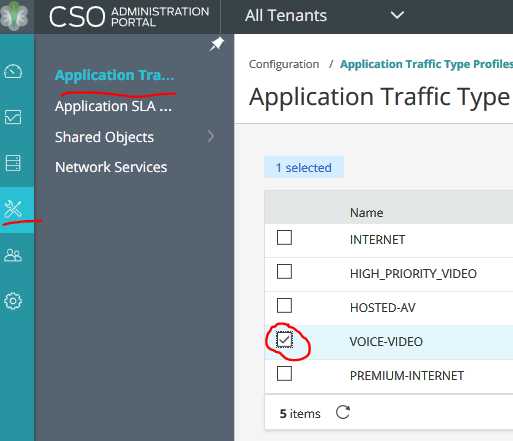 CSO ADMINISTRATION PORTAL
All Tenants
Application Tra...
Application SLA ...
Shared Objects
Network Services
Configuration / Application Traffic Type Profiles
Application Traffic Type
1 selected
Name
INTERNET
HIGH_PRIORITY_VIDEO
HOSTED-AV
VOICE-VIDEO
PREMIUM-INTERNET
5 items